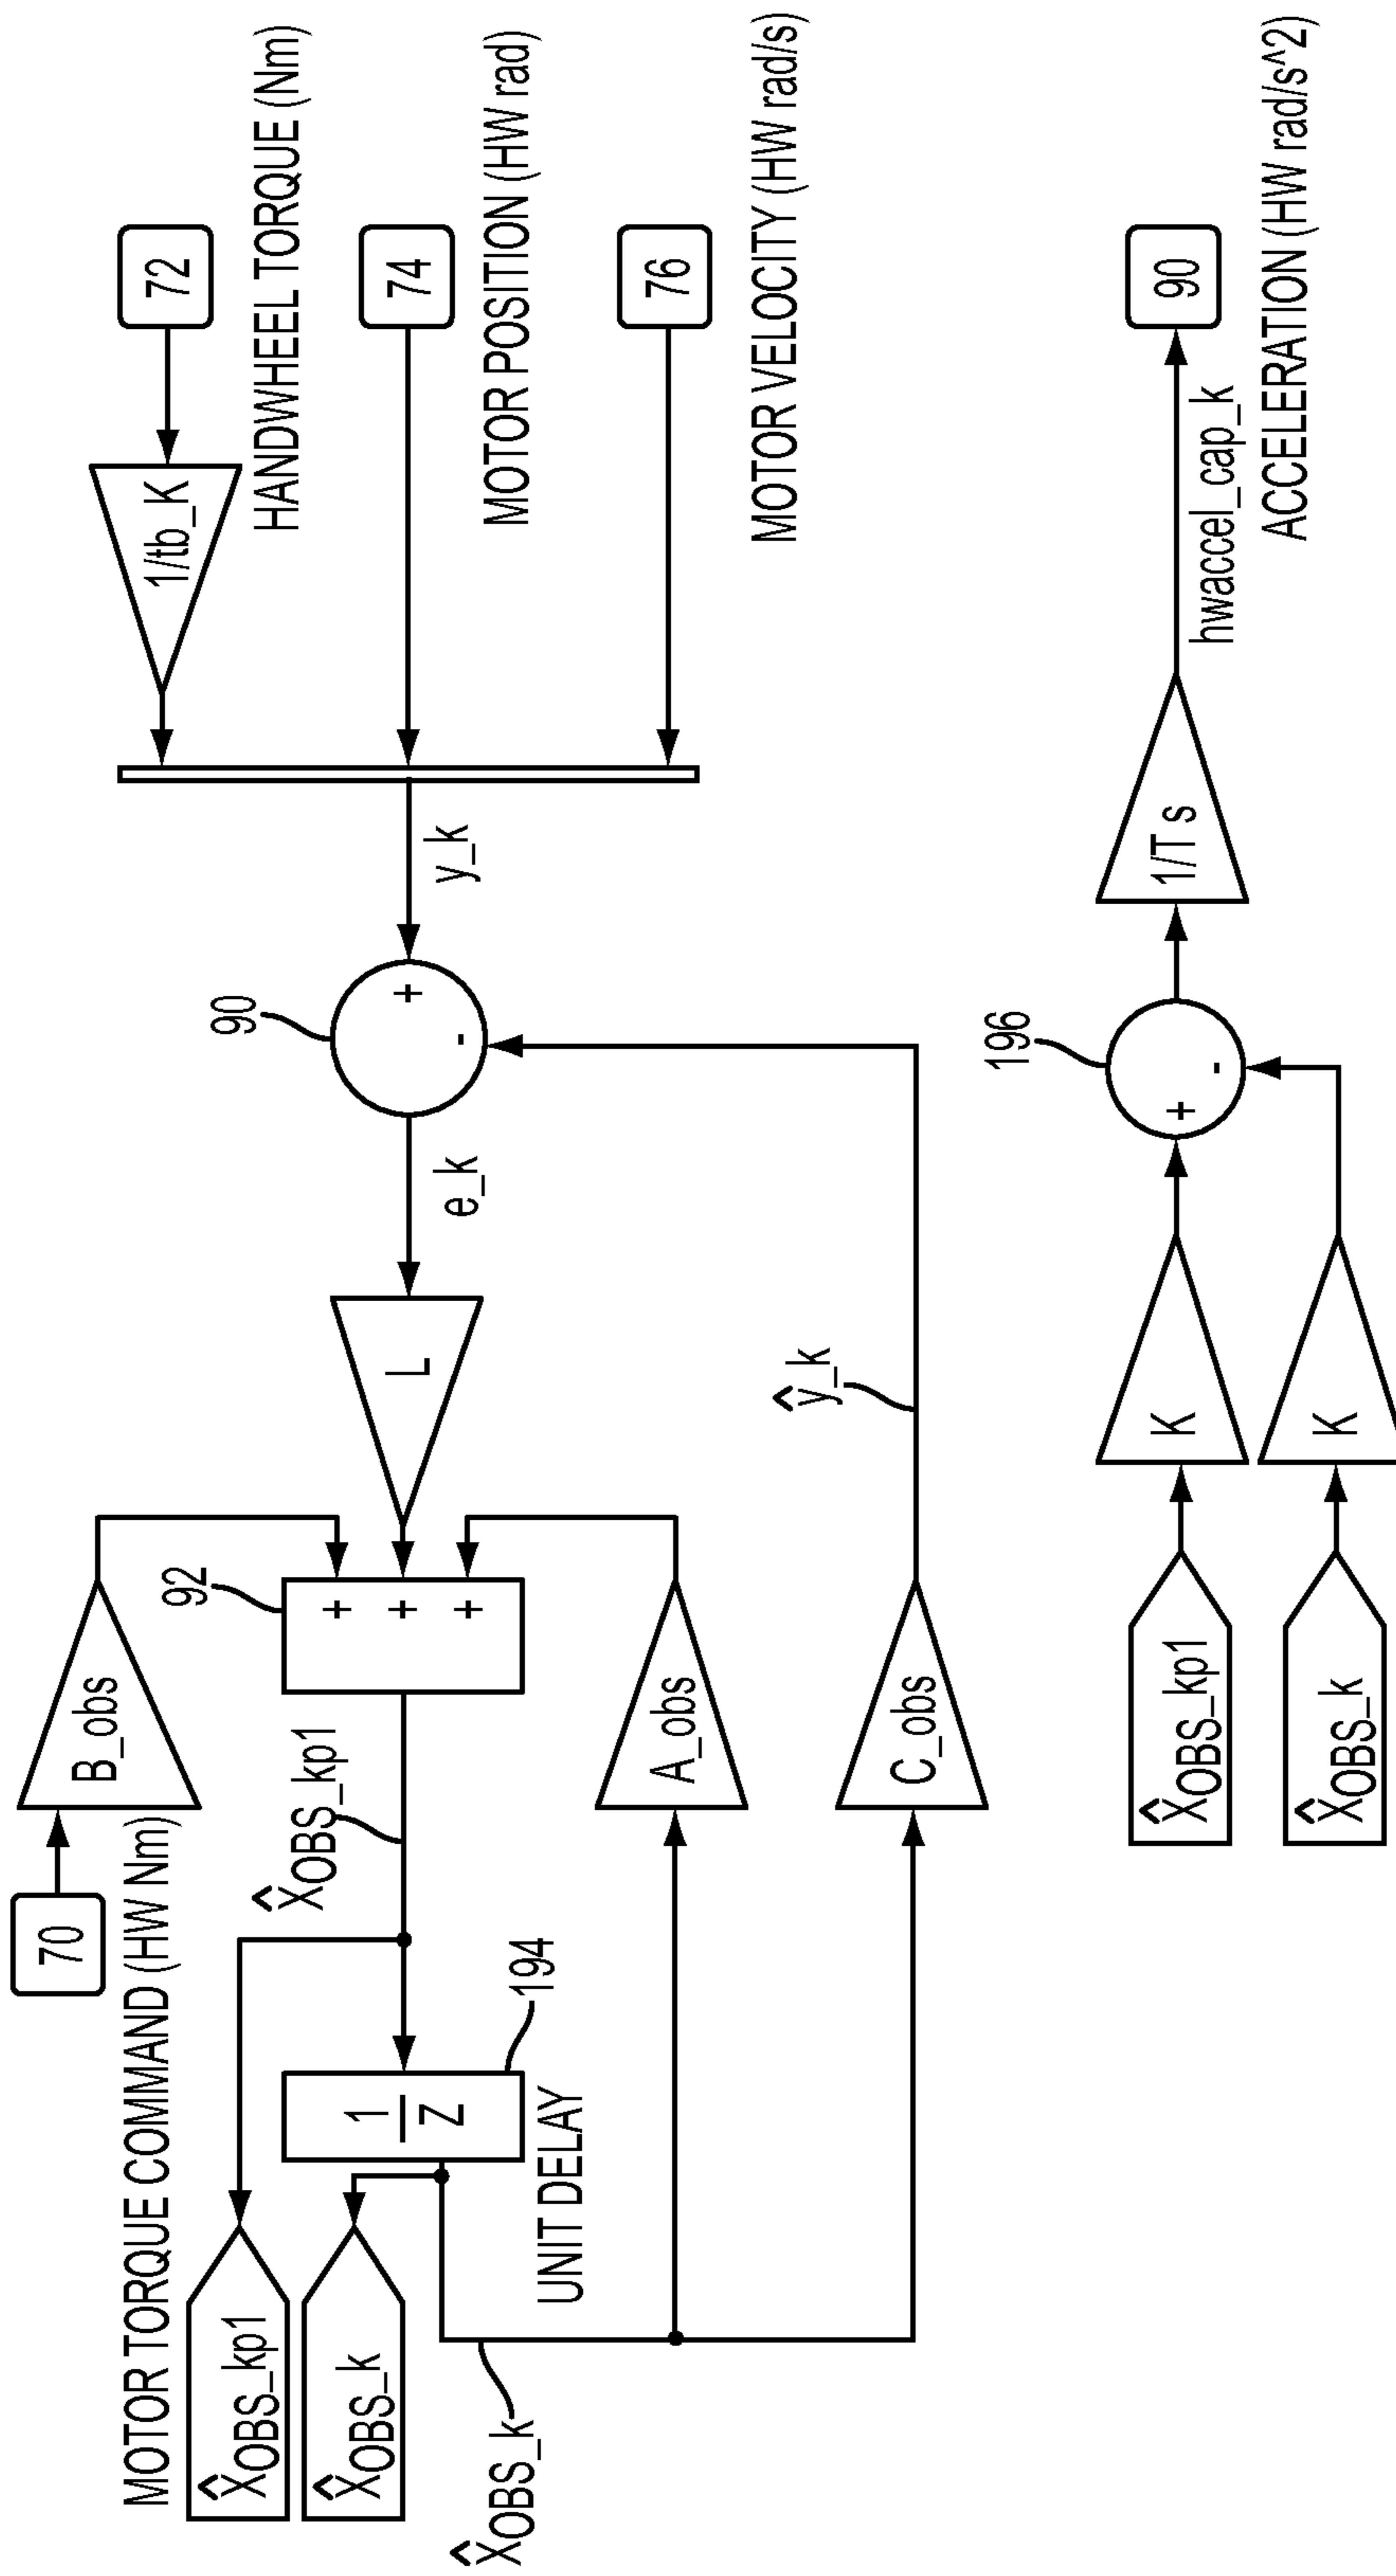 70
MOTOR TORQUE COMMAND (HW Nm)
B_obs
72
1/tb_K
HANDWHEEL TORQUE (Nm)
X̂OBS_kp1
X̂OBS_k
X̂OBS_kp1
92
+
+
+
L
e_k
90
+
-
y_k
74
MOTOR POSITION (HW rad)
1
Z
194
UNIT DELAY
X̂OBS_k
A_obs
76
MOTOR VELOCITY (HW rad/s)
C_obs
ŷ_k
X̂OBS_kp1
K
196
+
-
1/T s
hwaccel_cap_k
90
ACCELERATION (HW rad/s^2)
X̂OBS_k
K